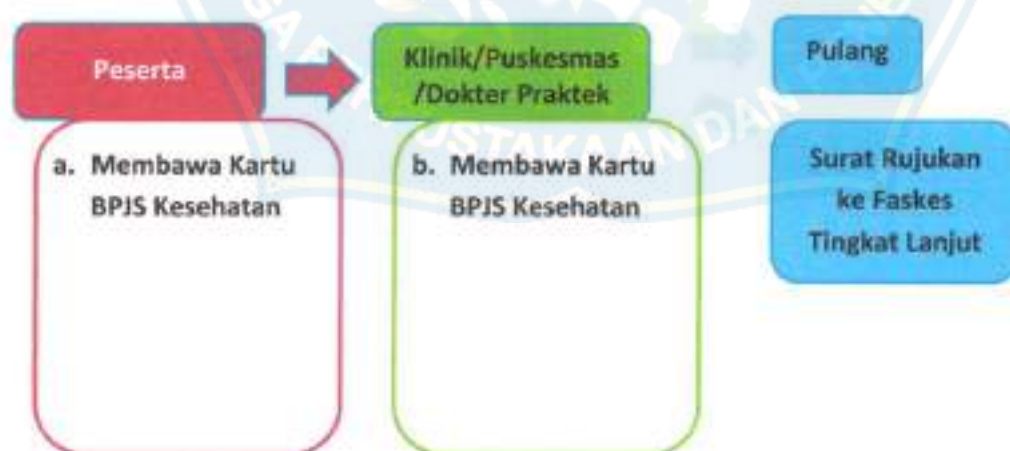 Peserta
Klinik/Puskesmas
/Dokter Praktek
Pulang
a. Membawa Kartu
BPJS Kesehatan
b. Membawa Kartu
BPJS Kesehatan
Surat Rujukan
ke Faskes
Tingkat Lanjut